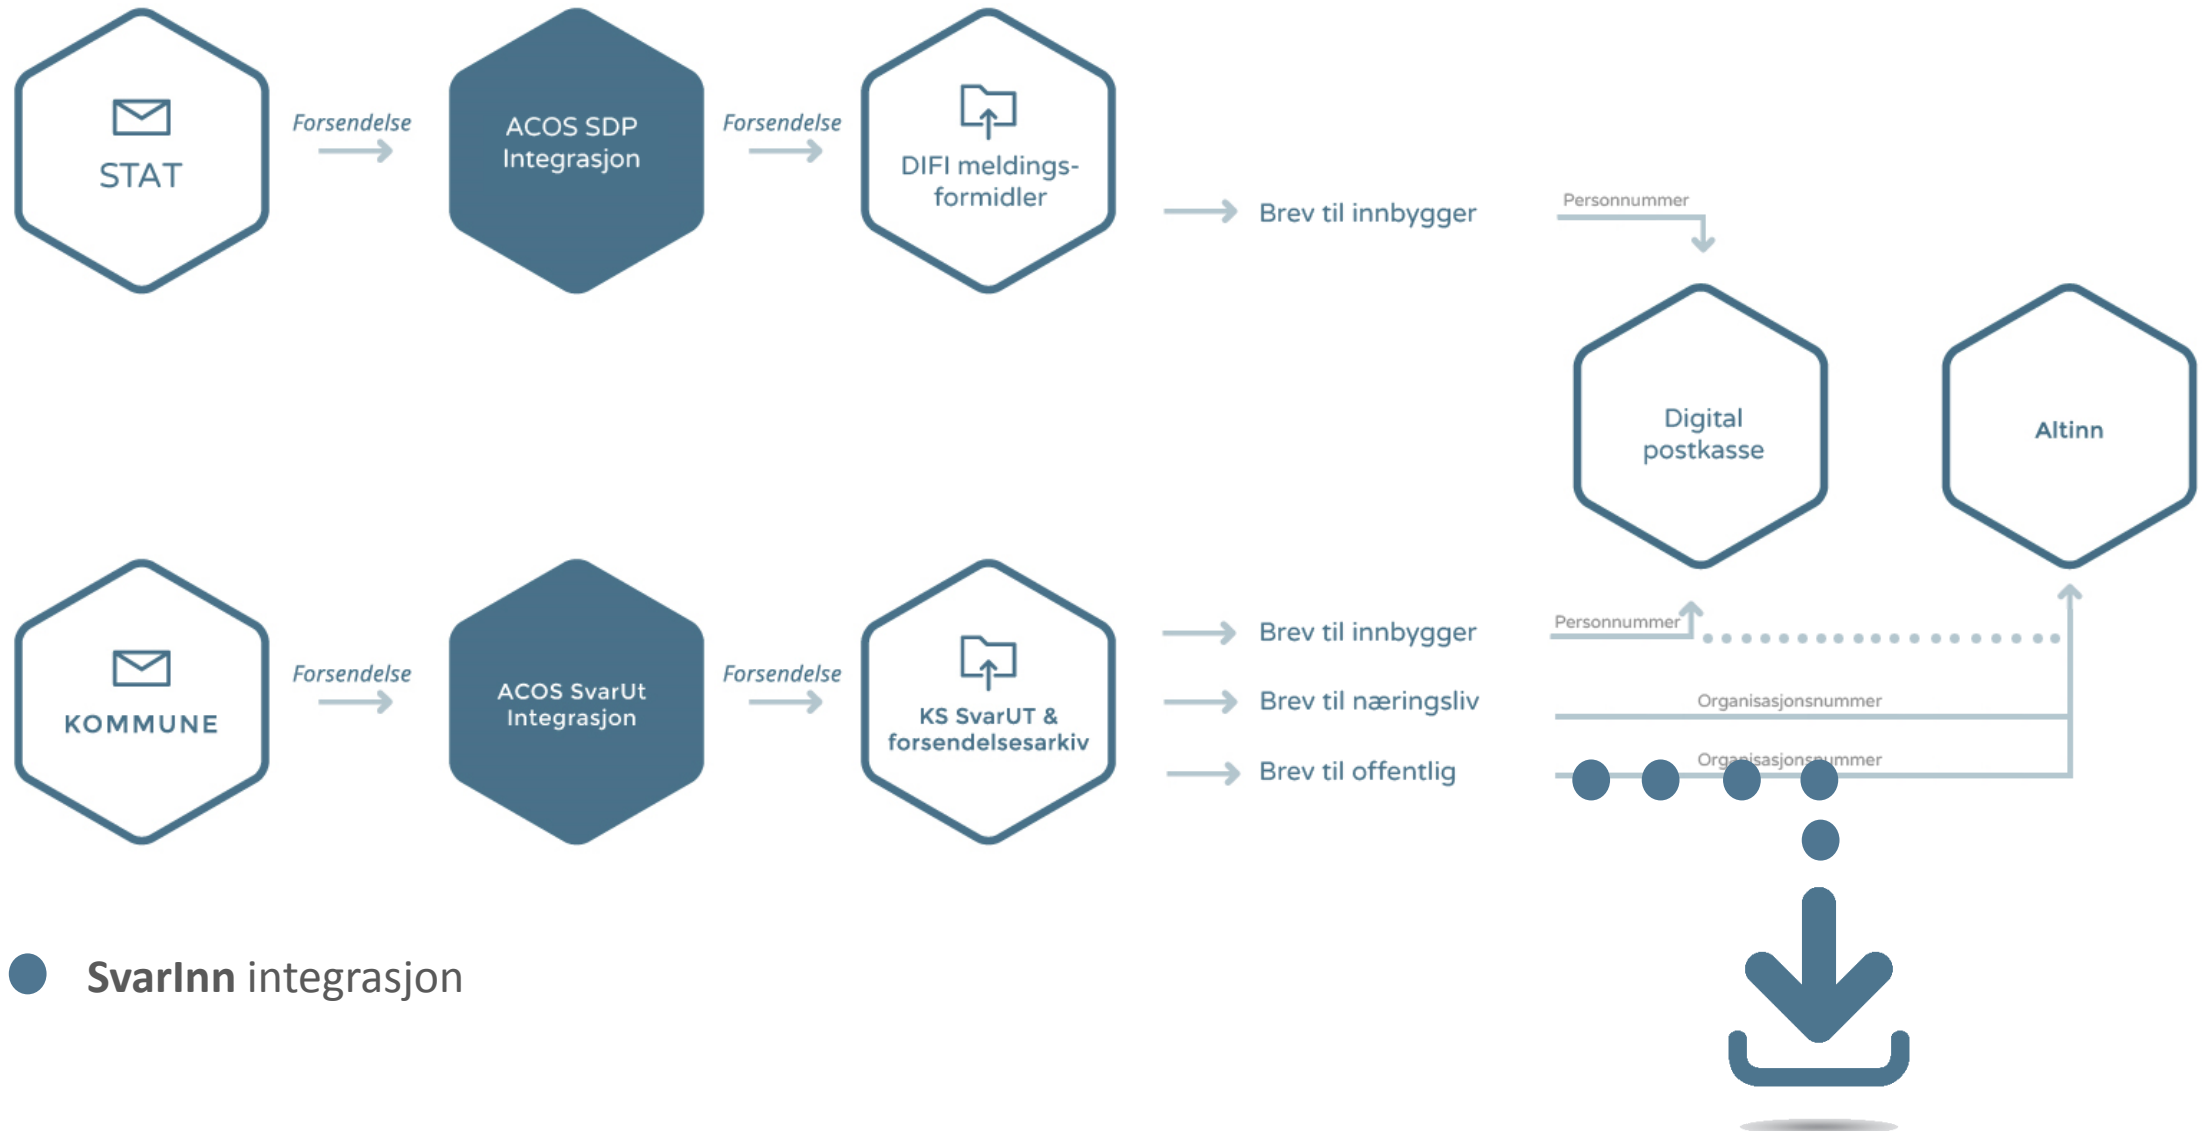 Forsendelse
Forsendelse
STAT
ACOS SDP
Integrasjon
DIFI meldings-
formidler
Brev til innbygger
Personnummer
Digital
postkasse
Altinn
Forsendelse
Forsendelse
KOMMUNE
ACOS SvarUt
Integrasjon
KS SvarUT &
forsendelsesarkiv
Brev til innbygger
Personnummer
Brev til næringsliv
Organisasjonsnummer
Brev til offentlig
Organisasjonsnummer
SvarInn integrasjon